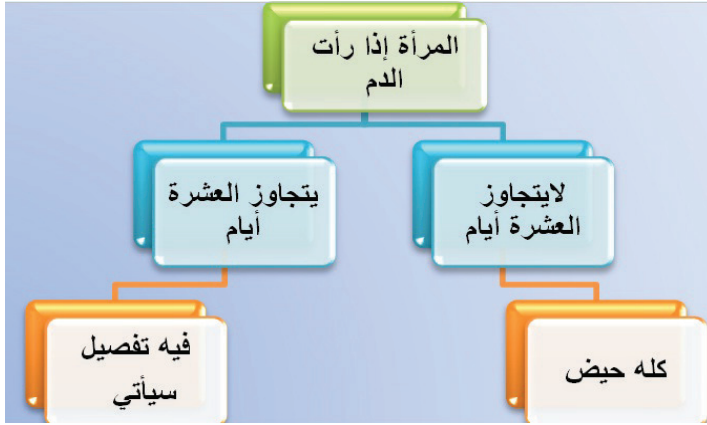 المرأة إذا رأت
الدم
لايتجاوز
العشرة أيام
يتجاوز العشرة
أيام
كله حيض
فيه تفصيل
سيأتي